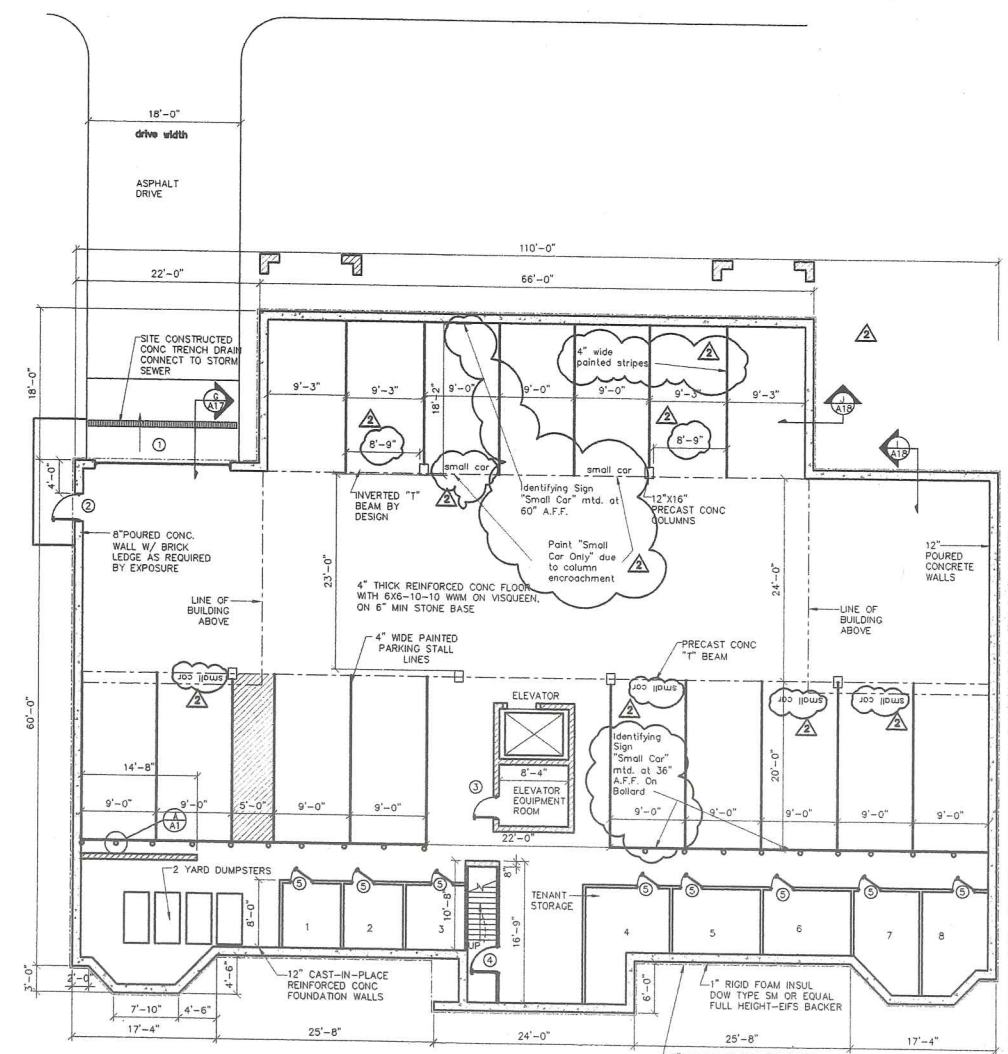 18'-0"
drive width
ASPHALT
DRIVE
110'-0"
22'-0"
66'-0"
SITE CONSTRUCTED
CONC TRENCH DRAIN
CONNECT TO STORM
SEWER
18'-0"
G
A17
1
4'-0"
2
9'-3"
9'-3"
18'-2"
9'-0"
9'-0"
9'-0"
9'-3"
9'-3"
4" wide
painted stripes
2
2
2
8'-9"
2
8'-9"
J
A18
I
A18
small car
small car
2
INVERTED "T"
BEAM BY
DESIGN
Identifying Sign
"Small Car" mtd. at
60" A.F.F.
12"X16"
PRECAST CONC
COLUMNS
Paint "Small
Car Only" due
to column
encroachment
2
8"POURED CONC.
WALL W/ BRICK
LEDGE AS REQUIRED
BY EXPOSURE
12"
POURED
CONCRETE
WALLS
23'-0"
24'-0"
4" THICK REINFORCED CONC FLOOR
WITH 6X6-10-10 WWM ON VISQUEEN,
ON 6" MIN STONE BASE
LINE OF
BUILDING
ABOVE
LINE OF
BUILDING
ABOVE
4" WIDE PAINTED
PARKING STALL
LINES
PRECAST CONC
"T" BEAM
60'-0"
small car
2
small
car
2
small
car
2
small
car
2
ELEVATOR
8'-4"
ELEVATOR
EQUIPMENT
ROOM
3
Identifying
Sign
"Small Car"
mtd. at 36"
A.F.F. On
Bollard
20'-0"
14'-8"
9'-0"
9'-0"
5'-0"
9'-0"
9'-0"
9'-0"
9'-0"
9'-0"
9'-0"
9'-0"
A
A1
22'-0"
2 YARD DUMPSTERS
8'-0"
5
5
5
1
2
3
10'-8"
8"
16'-9"
UP
4
TENANT
STORAGE
5
5
5
5
5
4
5
6
7
8
3'-0"
2'-0"
4'-6"
7'-10"
4'-6"
12" CAST-IN-PLACE
REINFORCED CONC
FOUNDATION WALLS
6'-0"
1" RIGID FOAM INSUL
DOW TYPE SM OR EQUAL
FULL HEIGHT-EIFS BACKER
17'-4"
25'-8"
24'-0"
25'-8"
17'-4"